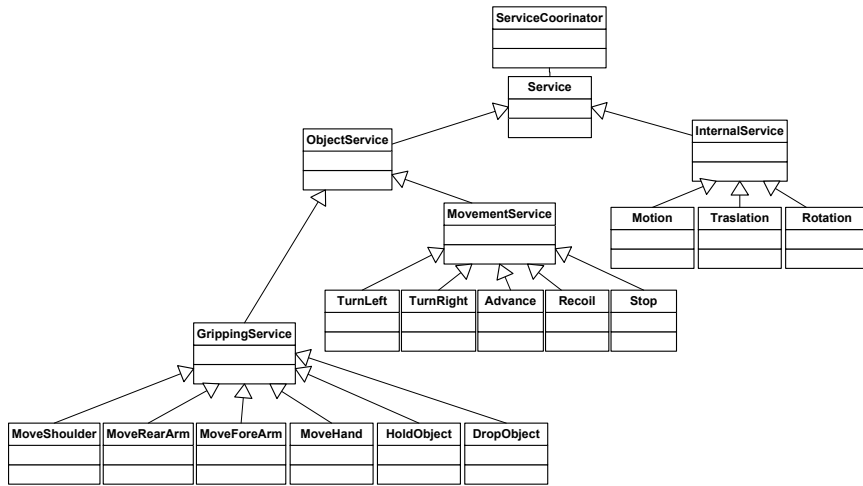 ServiceCoorinator
Service
ObjectService
InternalService
MovementService
Motion
Traslation
Rotation
TurnLeft
TurnRight
Advance
Recoil
Stop
GrippingService
MoveShoulder
MoveRearArm
MoveForeArm
MoveHand
HoldObject
DropObject